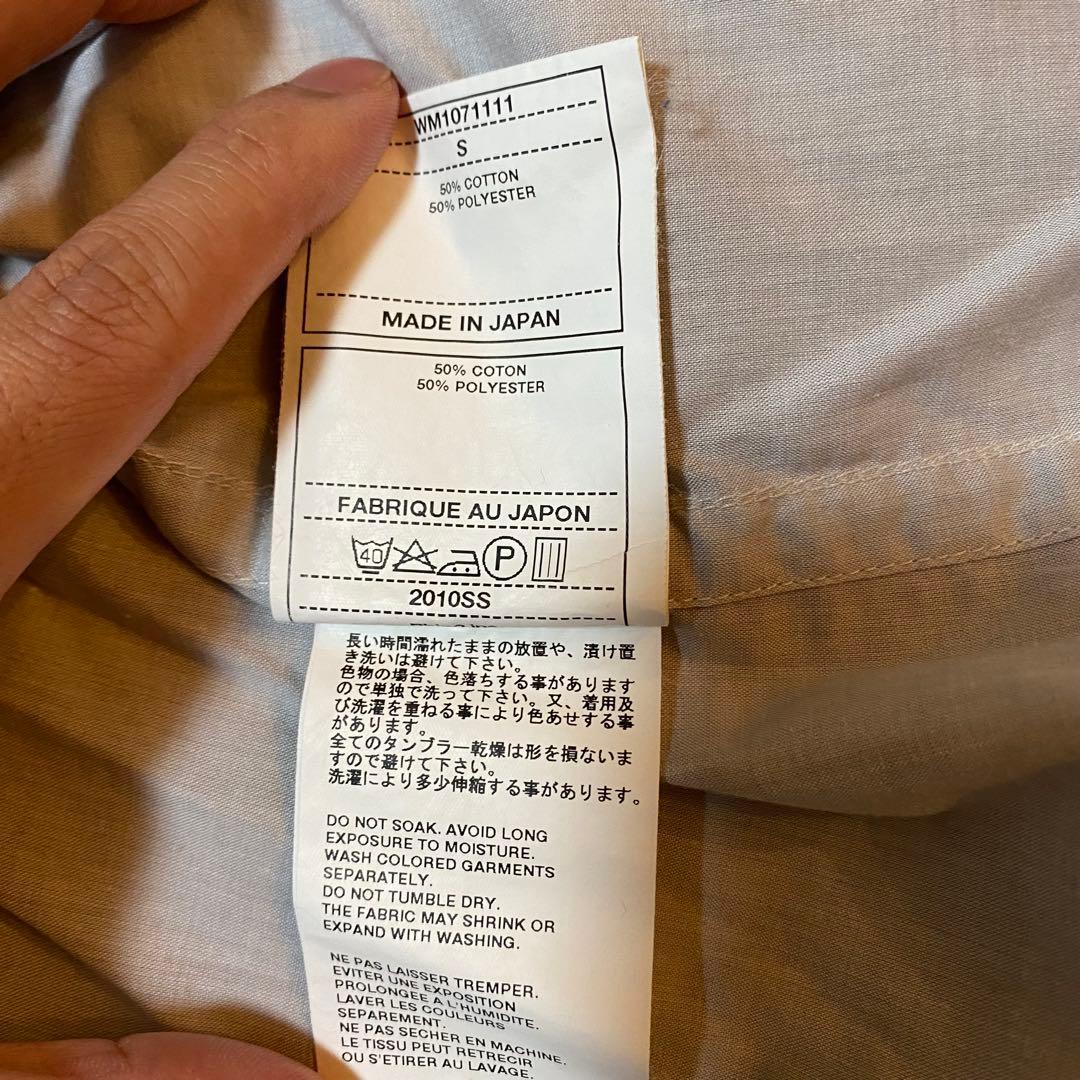 WM1071111
S
50% COTTON
50% POLYESTER
MADE IN JAPAN
50% COTON
50% POLYESTER
FABRIQUE AU JAPON
40 P
2010SS
長い時間濡れたままの放置や、漬け置
き洗いは避けて下さい。
色物の場合、色落ちする事があります
ので単独で洗って下さい。又、着用及
び洗濯を重ねる事により色あせする事
があります。
全てのタンブラー乾燥は形を損ないま
すので避けて下さい。
洗濯により多少伸縮する事があります。
DO NOT SOAK. AVOID LONG
EXPOSURE TO MOISTURE.
WASH COLORED GARMENTS
SEPARATELY.
DO NOT TUMBLE DRY.
THE FABRIC MAY SHRINK OR
EXPAND WITH WASHING.
NE PAS LAISSER TREMPER.
EVITER UNE EXPOSITION
PROLONGEE A L'HUMIDITE.
LAVER LES COULEURS
SEPAREMENT.
NE PAS SECHER EN MACHINE.
LE TISSU PEUT RETRECIR
OU S'ETIRER AU LAVAGE.